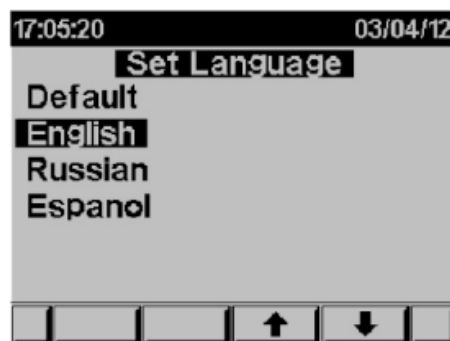 17:05:20 03/04/12
Set Language
Default
English
Russian
Espanol